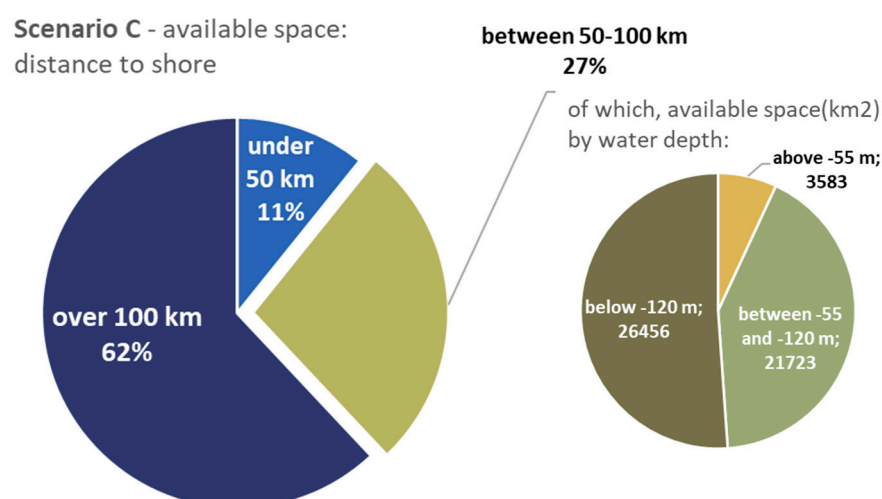 Scenario C - available space:
distance to shore
between 50-100 km
27%
of which, available space(km2)
by water depth:
above -55 m;
3583
under
50 km
11%
over 100 km
62%
below -120 m;
26456
between -55
and -120 m;
21723